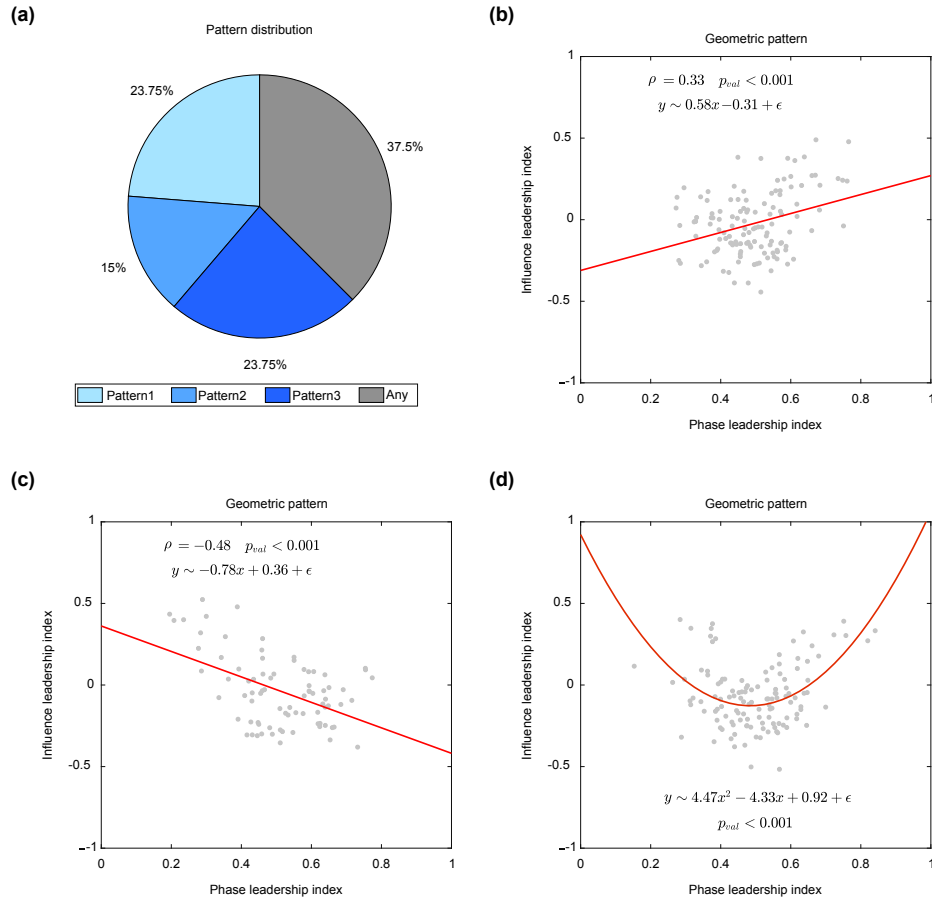 (a)
Pattern distribution
23.75%
37.5%
15%
23.75%
Pattern1 Pattern2 Pattern3 Any
(b)
Geometric pattern
ρ = 0.33 p_val < 0.001
y ∼ 0.58x−0.31 + ϵ
Influence leadership index
1
0.5
0
-0.5
−-1
0 0.2 0.4 0.6 0.8 1
Phase leadership index
(c)
Geometric pattern
ρ = −0.48 p_val < 0.001
y ∼ −0.78x + 0.36 + ϵ
Influence leadership index
1
0.5
0
-0.5
−-1
0 0.2 0.4 0.6 0.8 1
Phase leadership index
(d)
Geometric pattern
Influence leadership index
1
0.5
0
-0.5
−-1
y ∼ 4.47x² − 4.33x + 0.92 + ϵ
p_val < 0.001
0 0.2 0.4 0.6 0.8 1
Phase leadership index